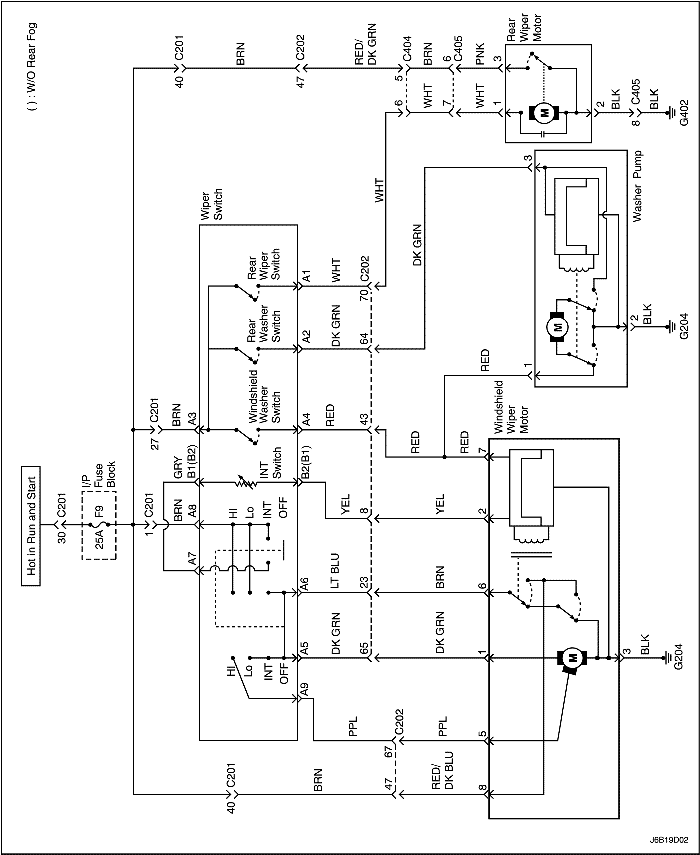 ( ) : W/O Rear Fog
Hot in Run and Start
30
C201
I/P
Fuse
Block
25A
F9
40
C201
BRN
47
C202
RED/
DK GRN
5
C404
BRN
6
C405
PNK
3
Rear
Wiper
Motor
6
WHT
7
WHT
1
M
2
BLK
8
C405
BLK
G402
27
C201
BRN
A3
Wiper
Switch
Rear
Wiper
Switch
A1
WHT
70
C202
WHT
Rear
Washer
Switch
A2
DK GRN
64
DK GRN
3
Washer Pump
M
2
BLK
G204
Windshield
Washer
Switch
A4
RED
43
RED
RED
1
RED
7
Windshield
Wiper
Motor
GRY
B1(B2)
INT
Switch
B2(B1)
YEL
8
YEL
2
1
C201
BRN
A8
A7
HI
Lo
INT
OFF
A6
LT BLU
23
BRN
6
HI
Lo
INT
OFF
A5
DK GRN
65
DK GRN
1
M
3
BLK
G204
A9
PPL
67
C202
PPL
5
40
C201
BRN
47
RED/
DK BLU
8
J6B19D02